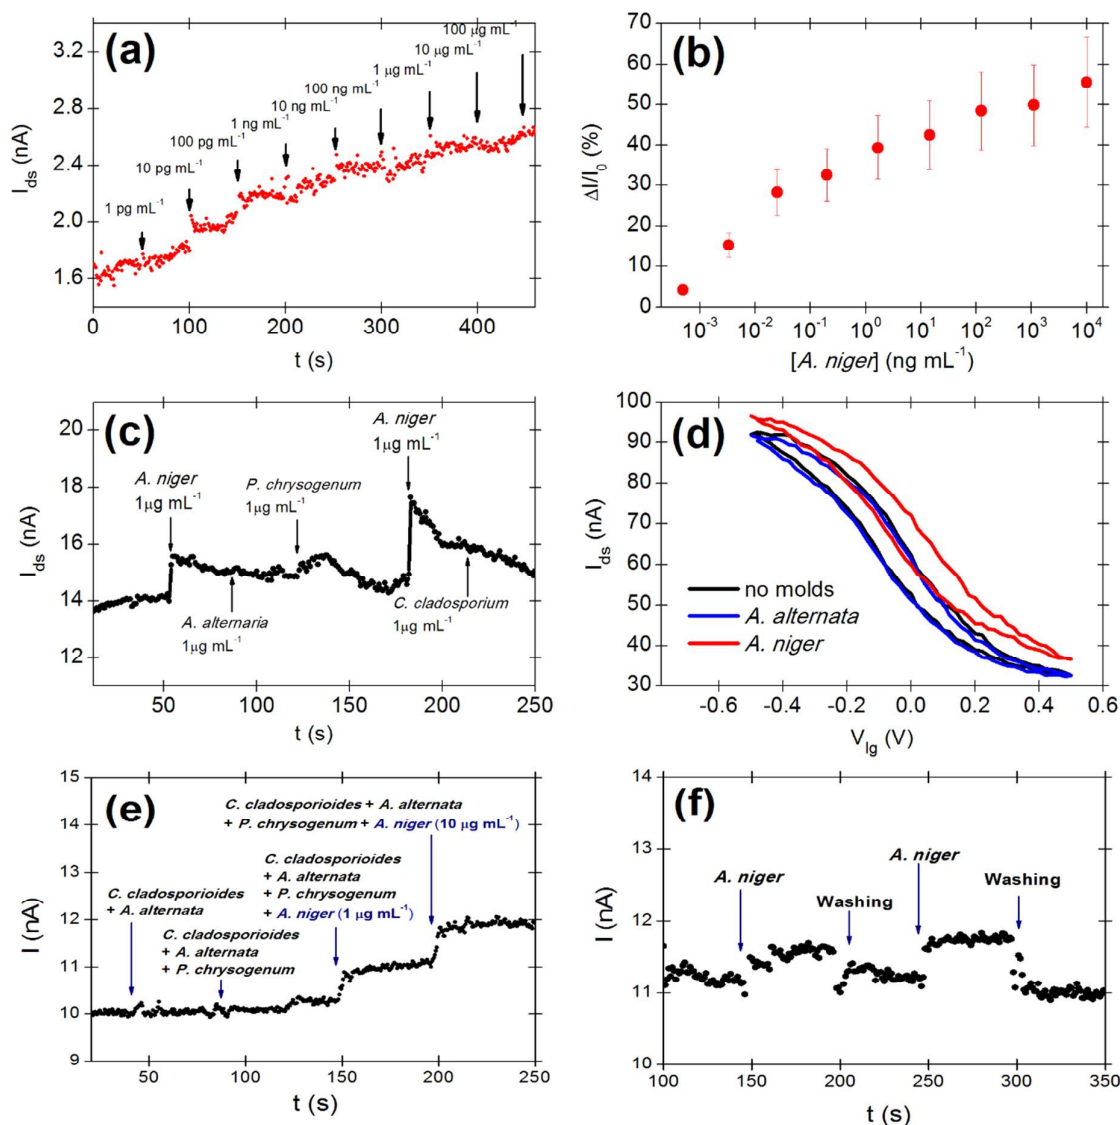 (a)
3.2
2.8
2.4
2.0
1.6
I_ds (nA)
1 pg mL⁻¹
10 pg mL⁻¹
100 pg mL⁻¹
1 ng mL⁻¹
10 ng mL⁻¹
100 ng mL⁻¹
1 μg mL⁻¹
10 μg mL⁻¹
100 μg mL⁻¹
0 100 200 300 400
t (s)
(b)
70
60
50
40
30
20
10
0
ΔI/I₀ (%)
10⁻³ 10⁻² 10⁻¹ 10⁰ 10¹ 10² 10³ 10⁴
[A. niger] (ng mL⁻¹)
(c)
20
18
16
14
12
I_ds (nA)
A. niger
1μg mL⁻¹
P. chrysogenum
1μg mL⁻¹
A. niger
1μg mL⁻¹
A. alternaria
1μg mL⁻¹
C. cladosporium
1μg mL⁻¹
50 100 150 200 250
t (s)
(d)
100
90
80
70
60
50
40
30
I_ds (nA)
no molds
A. alternata
A. niger
-0.6 -0.4 -0.2 0.0 0.2 0.4 0.6
V_lg (V)
(e)
15
14
13
12
11
10
9
I (nA)
C. cladosporioides + A. alternata
+ P. chrysogenum + A. niger (10 μg mL⁻¹)
C. cladosporioides
+ A. alternata
+ P. chrysogenum
+ A. niger (1 μg mL⁻¹)
C. cladosporioides
+ A. alternata
C. cladosporioides
+ A. alternata
+ P. chrysogenum
50 100 150 200 250
t (s)
(f)
14
13
12
11
10
I (nA)
A. niger
Washing
A. niger
Washing
100 150 200 250 300 350
t (s)